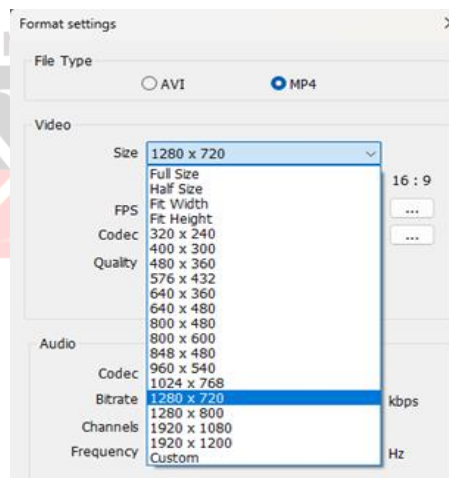 Format settings
File Type
AVI MP4
Video
Size 1280 x 720
Full Size
16 : 9
Half Size
Fit Width
FPS ...
Fit Height
Codec 320 x 240 ...
400 x 300
Quality 480 x 360
576 x 432
640 x 360
640 x 480
800 x 480
800 x 600
Audio
848 x 480
960 x 540
Codec 1024 x 768
Bitrate 1280 x 720 kbps
1280 x 800
Channels 1920 x 1080
1920 x 1200
Frequency Custom Hz